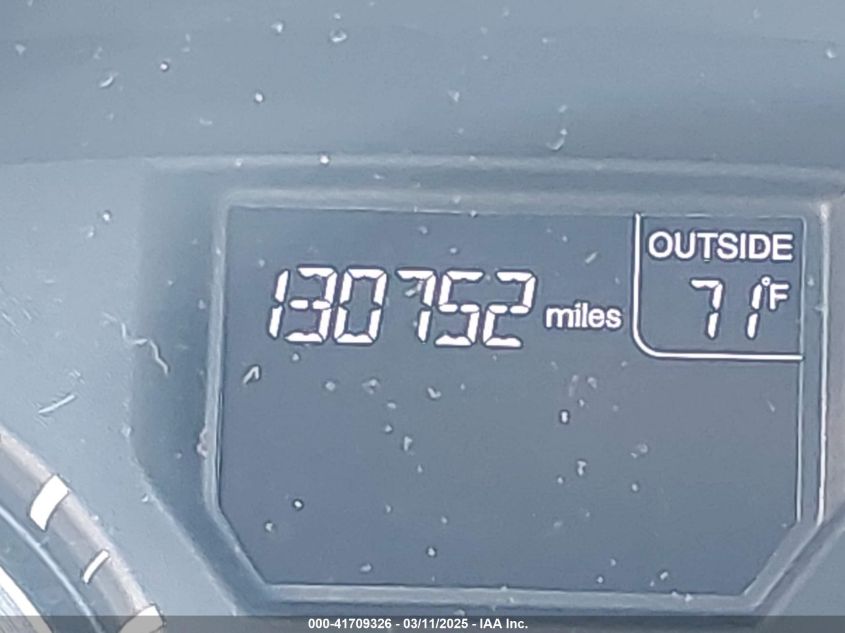 130752 miles
OUTSIDE
71°F
000-41709326 - 03/11/2025 - IAA Inc.